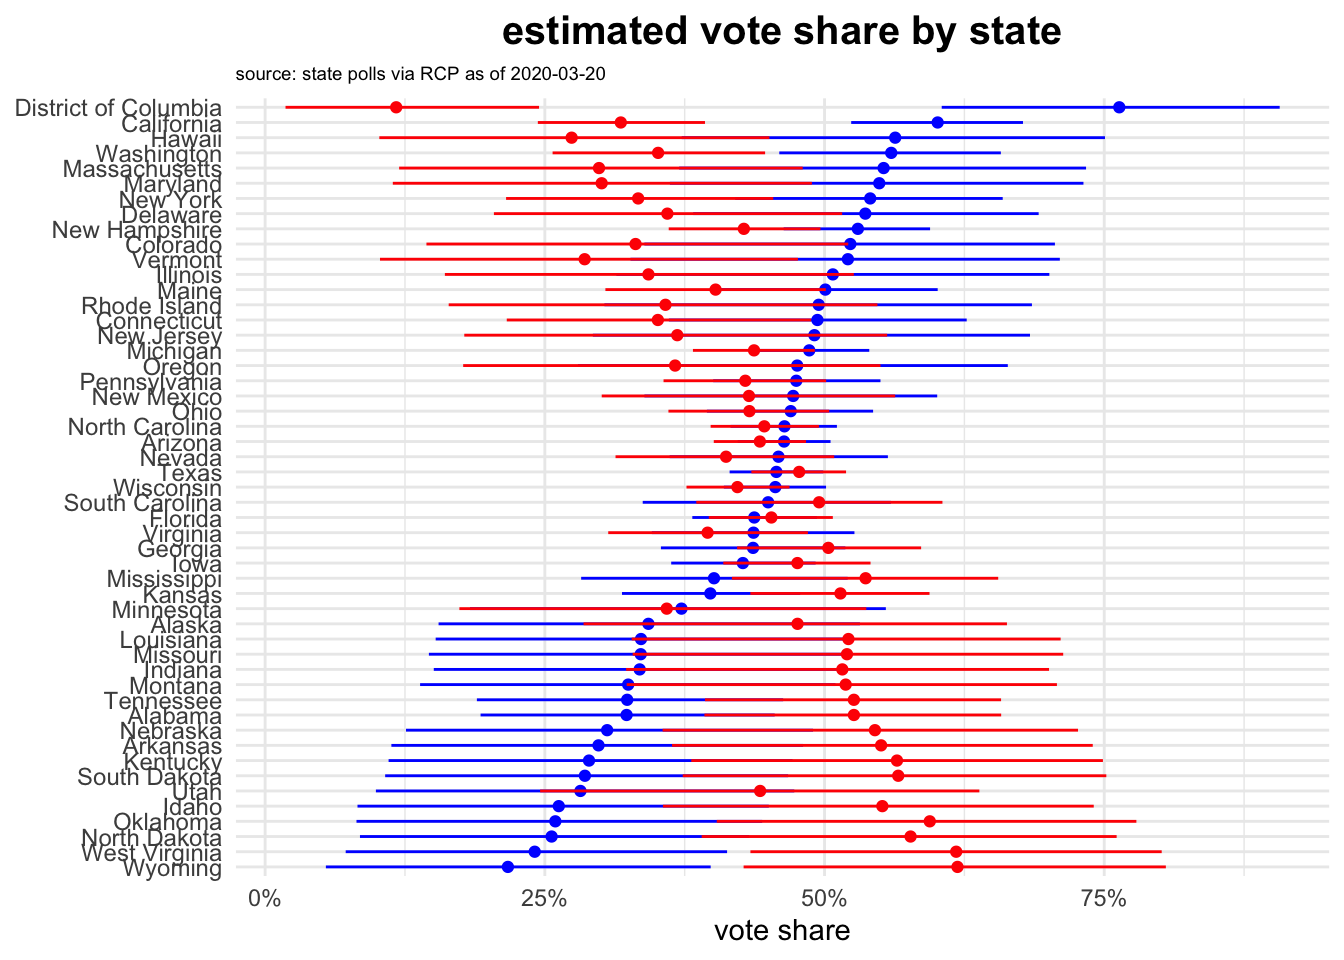 estimated vote share by state
source: state polls via RCP as of 2020-03-20
District of Columbia
California
Hawaii
Washington
Massachusetts
Maryland
New York
Delaware
New Hampshire
Colorado
Vermont
Illinois
Maine
Rhode Island
Connecticut
New Jersey
Michigan
Oregon
Pennsylvania
New Mexico
Ohio
North Carolina
Arizona
Nevada
Texas
Wisconsin
South Carolina
Florida
Virginia
Georgia
Iowa
Mississippi
Kansas
Minnesota
Alaska
Louisiana
Missouri
Indiana
Montana
Tennessee
Alabama
Nebraska
Arkansas
Kentucky
South Dakota
Utah
Idaho
Oklahoma
North Dakota
West Virginia
Wyoming
0% 25% 50% 75%
vote share